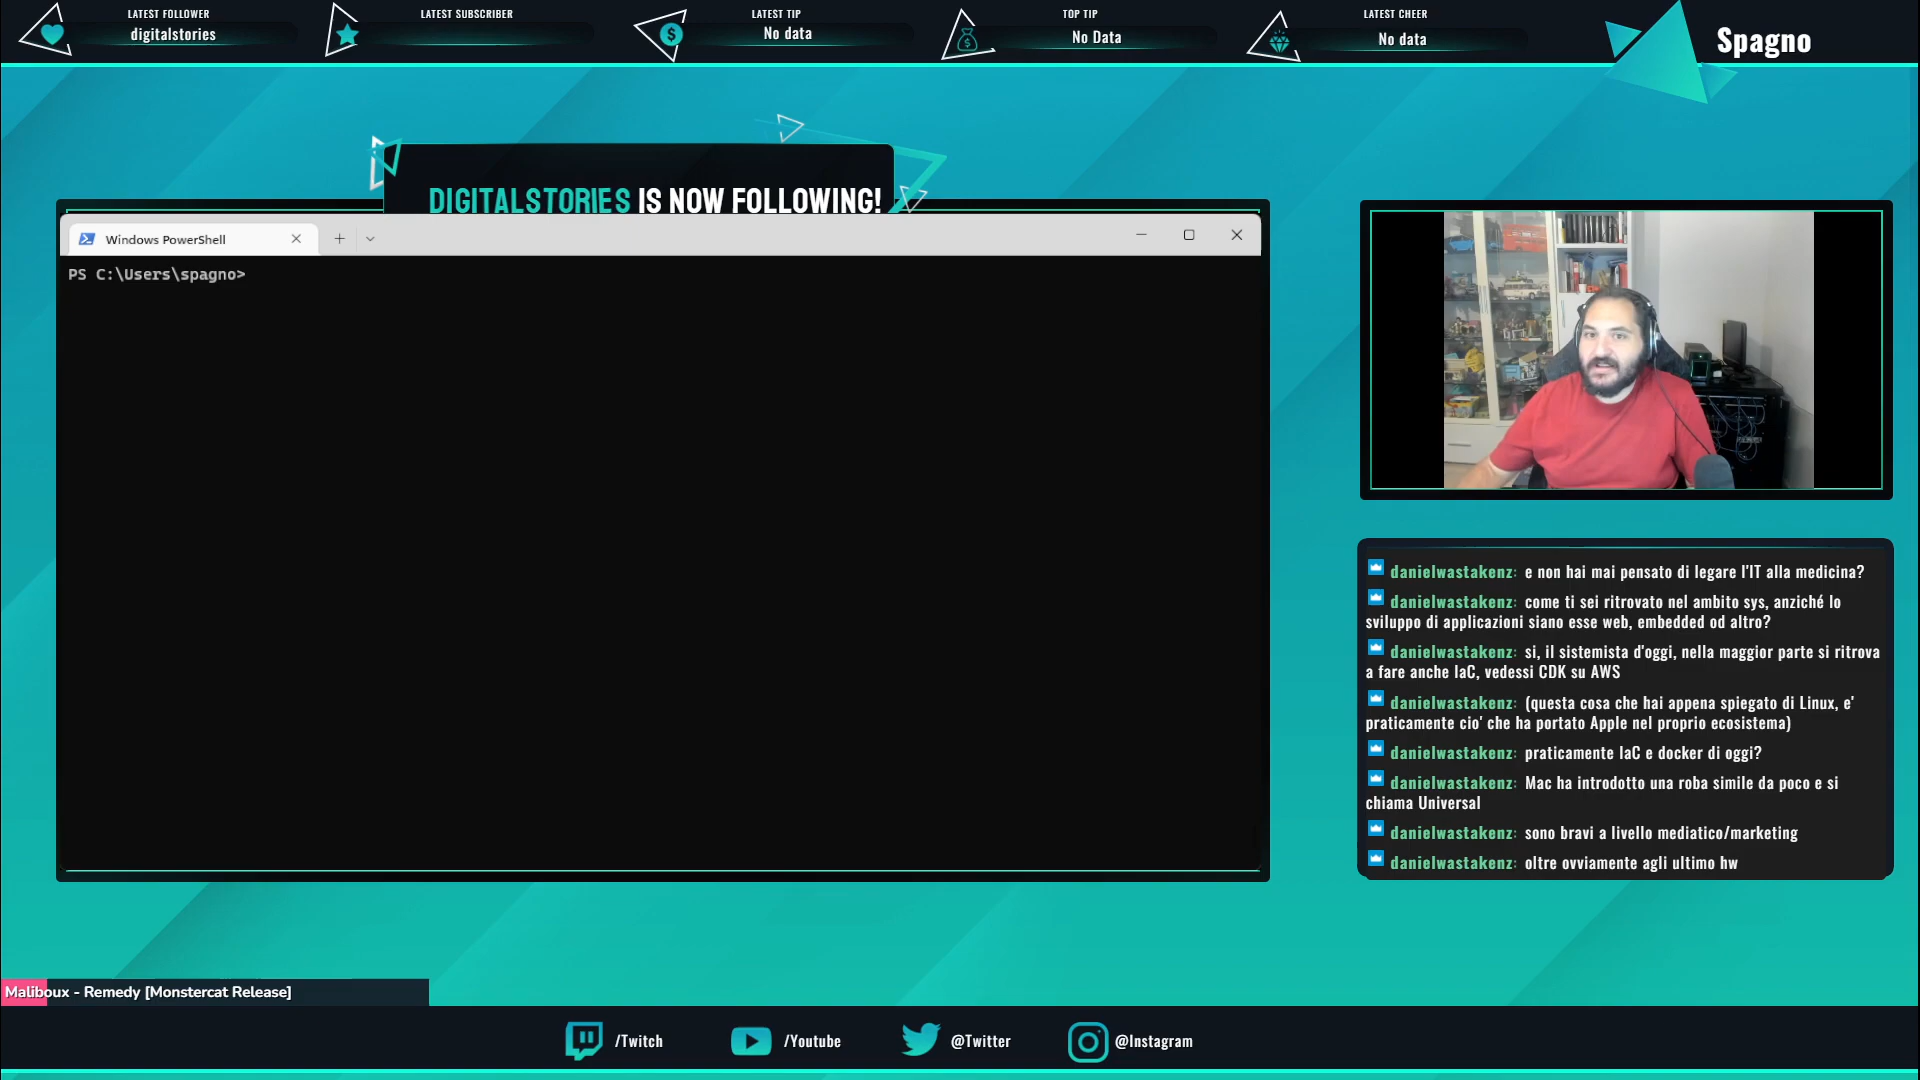 LATEST FOLLOWER
digitalstories
LATEST SUBSCRIBER
LATEST TIP
No data
TOP TIP
No Data
LATEST CHEER
No data
Spagno
DIGITALSTORIES IS NOW FOLLOWING!
Windows PowerShell
PS C:\Users\spagno>
danielwastakenz: e non hai mai pensato di legare l'IT alla medicina?
danielwastakenz: come ti sei ritrovato nel ambito sys, anziché lo
sviluppo di applicazioni siano esse web, embedded od altro?
danielwastakenz: si, il sistemista d'oggi, nella maggior parte si ritrova
a fare anche IaC, vedessi CDK su AWS
danielwastakenz: (questa cosa che hai appena spiegato di Linux, e'
praticamente cio' che ha portato Apple nel proprio ecosistema)
danielwastakenz: praticamente IaC e docker di oggi?
danielwastakenz: Mac ha introdotto una roba simile da poco e si
chiama Universal
danielwastakenz: sono bravi a livello mediatico/marketing
danielwastakenz: oltre ovviamente agli ultimo hw
Maliboux - Remedy [Monstercat Release]
/Twitch
/Youtube
@Twitter
@Instagram